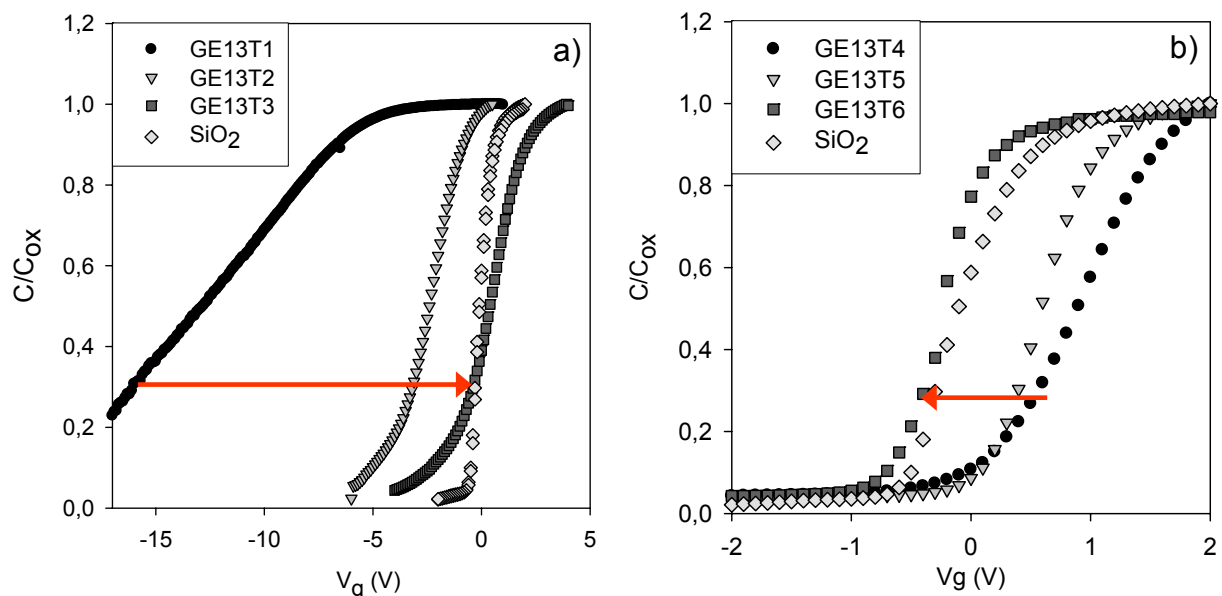 a)
GE13T1
GE13T2
GE13T3
SiO2
C/Cox
1,2
1,0
0,8
0,6
0,4
0,2
0,0
-15 -10 -5 0 5
Vg (V)
b)
GE13T4
GE13T5
GE13T6
SiO2
C/Cox
1,2
1,0
0,8
0,6
0,4
0,2
0,0
-2 -1 0 1 2
Vg (V)